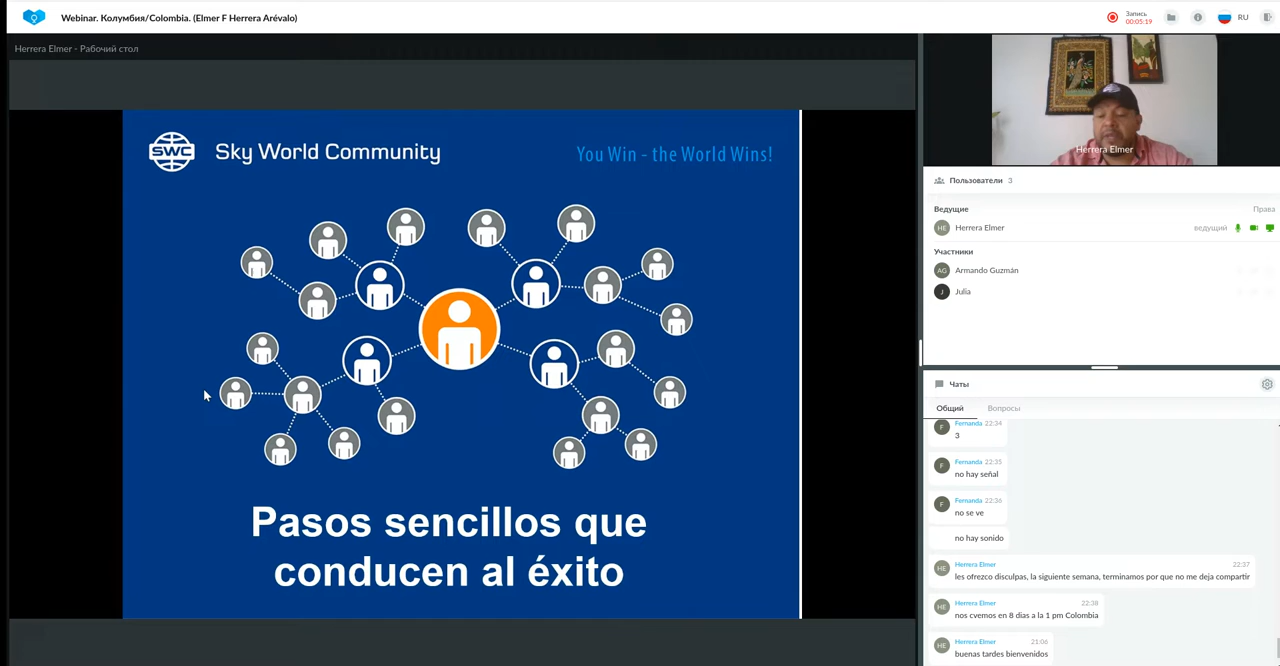 Webinar. Колумбия/Colombia. (Elmer F Herrera Arévalo)
Запись
00:05:19
RU
Herrera Elmer - Рабочий стол
SWC
Sky World Community
You Win - the World Wins!
Pasos sencillos que
conducen al éxito
Herrera Elmer
Пользователи 3
Ведущие Права
HE Herrera Elmer ведущий
Участники
AG Armando Guzmán
J Julia
Чаты
Общий Вопросы
F Fernanda 22:34
3
F Fernanda 22:35
no hay señal
F Fernanda 22:36
no se ve
no hay sonido
HE Herrera Elmer 22:37
les ofrezco disculpas, la siguiente semana, terminamos por que no me deja compartir
HE Herrera Elmer 22:38
nos cvemos en 8 dias a la 1 pm Colombia
HE Herrera Elmer 21:06
buenas tardes bienvenidos